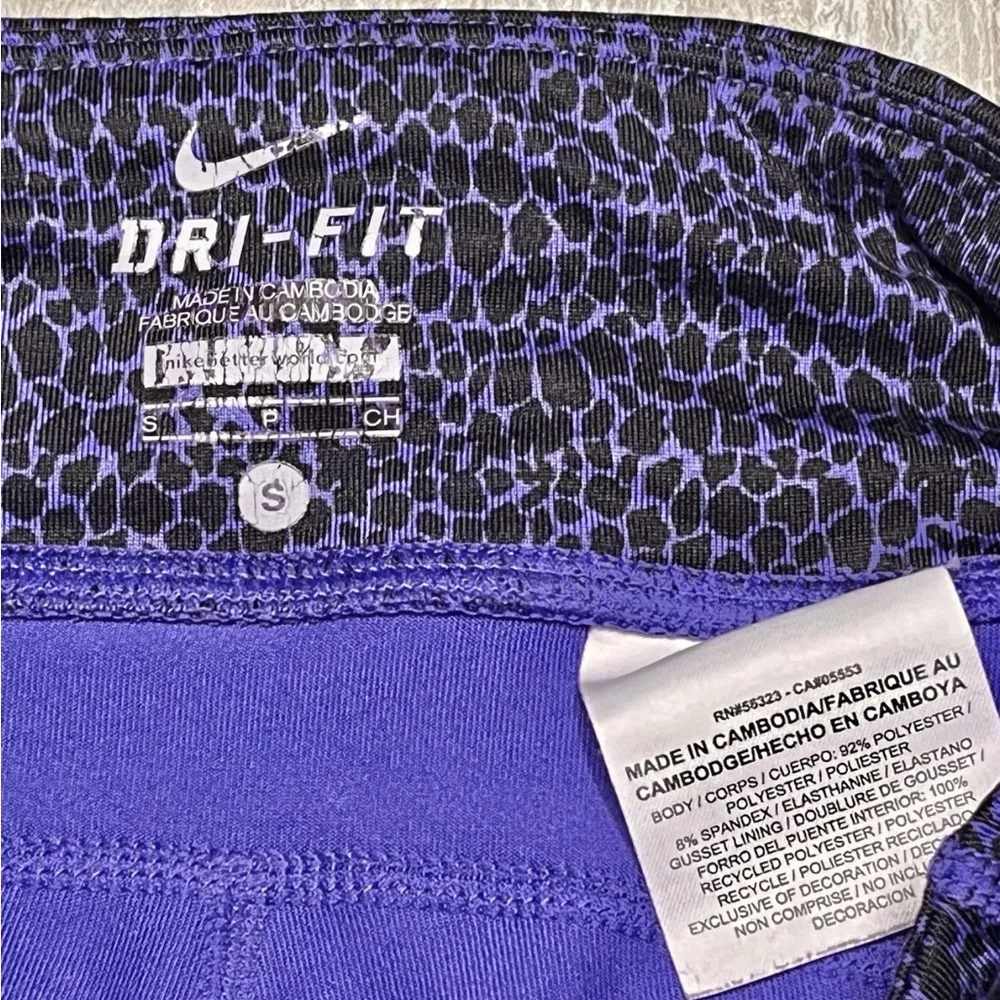 DRI-FIT
MADE IN CAMBODIA
FABRIQUE AU CAMBODGE
nikebetterworld.com
S P CH
S
RN#56323 - CA#05553
MADE IN CAMBODIA/FABRIQUE AU
CAMBODGE/HECHO EN CAMBOYA
BODY / CORPS / CUERPO: 92% POLYESTER /
POLYESTER / POLIESTER
8% SPANDEX / ELASTHANNE / ELASTANO
GUSSET LINING / DOUBLURE DE GOUSSET /
FORRO DEL PUENTE INTERIOR: 100%
RECYCLED POLYESTER / POLYESTER
RECYCLE / POLIESTER RECICLADO
EXCLUSIVE OF DECORATION / DEC
NON COMPRISE / NO INCL
DECORACION